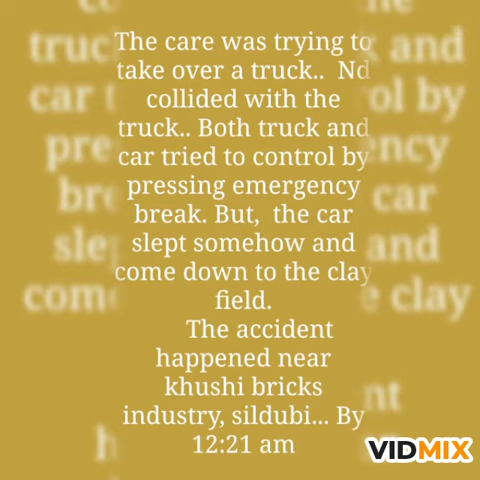 The care was trying to
take over a truck.. Nd
collided with the
truck.. Both truck and
car tried to control by
pressing emergency
break. But, the car
slept somehow and
come down to the clay
field.
The accident
happened near
khushi bricks
industry, sildubi... By
12:21 am
VIDMIX